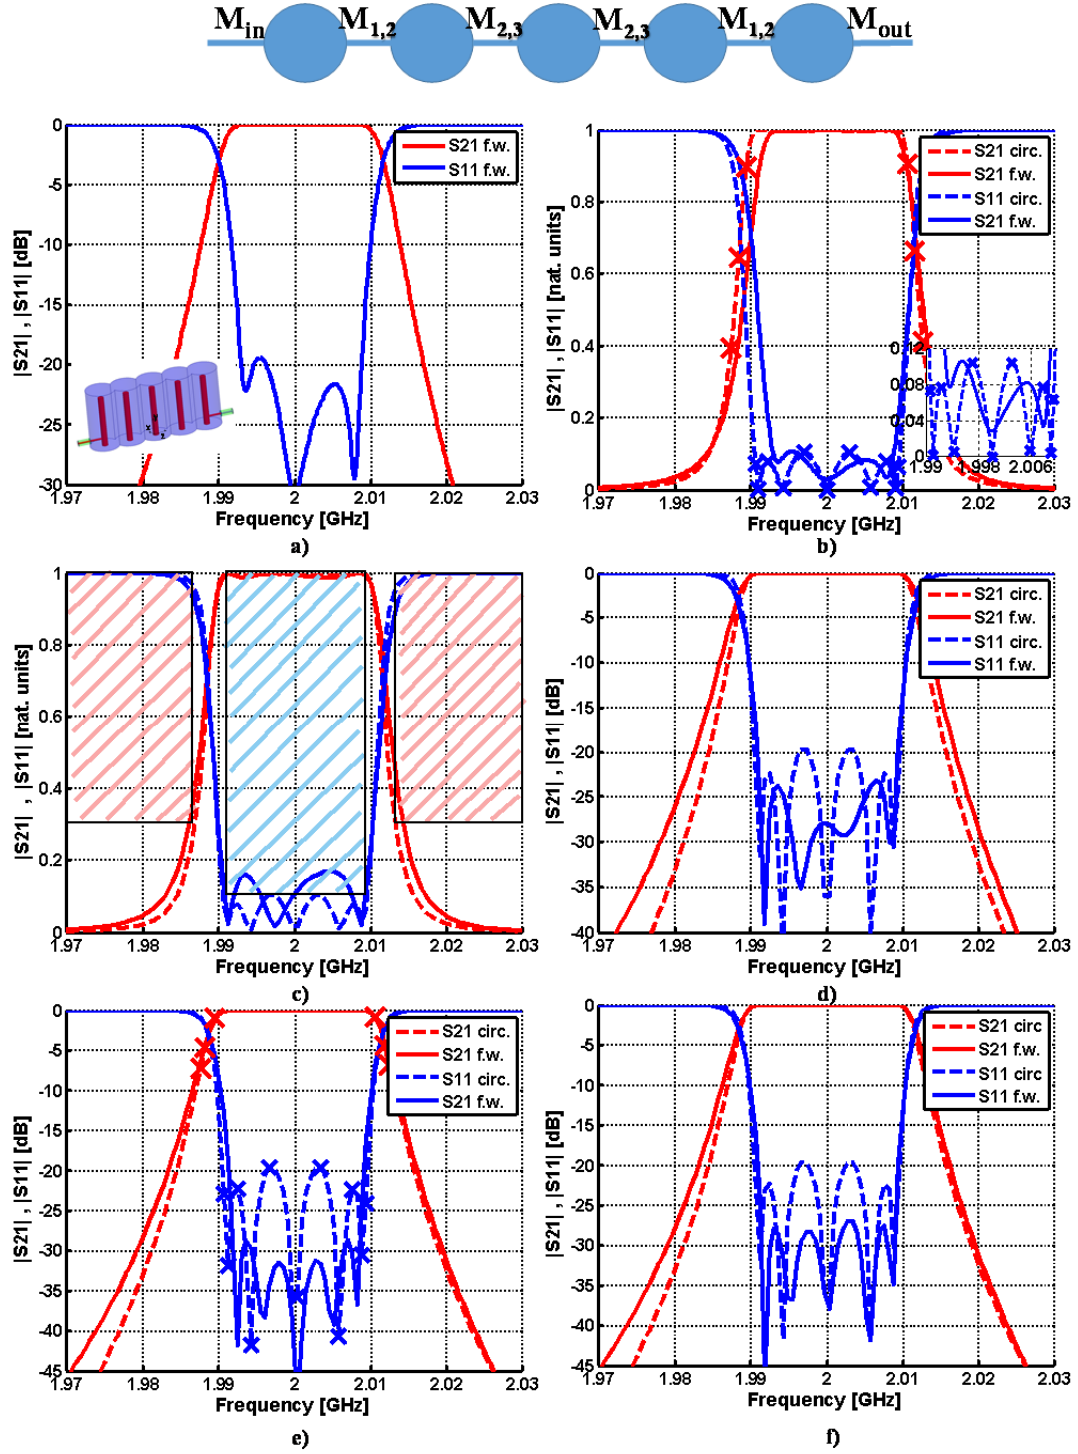 M_in M_1,2 M_2,3 M_2,3 M_1,2 M_out
|S21| , |S11| [dB]
0
-5
-10
-15
-20
-25
-30
S21 f.w.
S11 f.w.
1.97 1.98 1.99 2 2.01 2.02 2.03
Frequency [GHz]
a)
|S21| , |S11| [nat. units]
1
0.8
0.6
0.4
0.2
0
S21 circ.
S21 f.w.
S11 circ.
S21 f.w.
0.12
0.08
0.04
0
1.99 1.998 2.006
1.97 1.98 1.99 2 2.01 2.02 2.03
Frequency [GHz]
b)
|S21| , |S11| [nat. units]
1
0.8
0.6
0.4
0.2
0
1.97 1.98 1.99 2 2.01 2.02 2.03
Frequency [GHz]
c)
|S21| , |S11| [dB]
0
-5
-10
-15
-20
-25
-30
-35
-40
S21 circ.
S21 f.w.
S11 circ.
S11 f.w.
1.97 1.98 1.99 2 2.01 2.02 2.03
Frequency [GHz]
d)
|S21| , |S11| [dB]
0
-5
-10
-15
-20
-25
-30
-35
-40
-45
S21 circ.
S21 f.w.
S11 circ.
S21 f.w.
1.97 1.98 1.99 2 2.01 2.02 2.03
Frequency [GHz]
e)
|S21| , |S11| [dB]
0
-5
-10
-15
-20
-25
-30
-35
-40
-45
S21 circ
S21 f.w.
S11 circ
S11 f.w.
1.97 1.98 1.99 2 2.01 2.02 2.03
Frequency [GHz]
f)